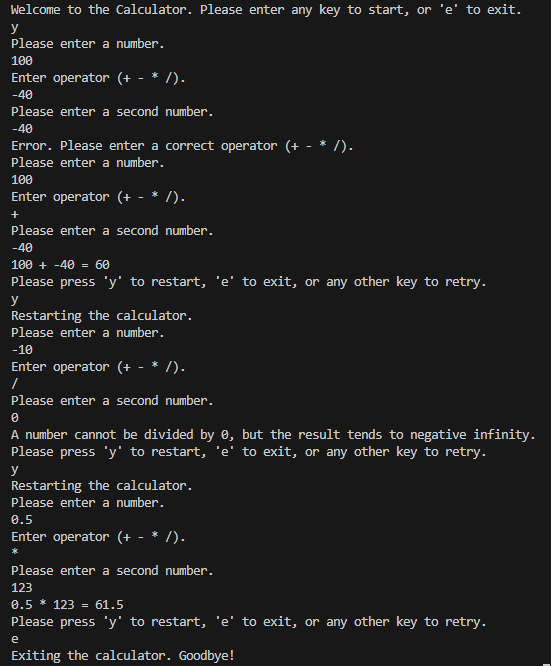 Welcome to the Calculator. Please enter any key to start, or 'e' to exit.
y
Please enter a number.
100
Enter operator (+ - * /).
-40
Please enter a second number.
-40
Error. Please enter a correct operator (+ - * /).
Please enter a number.
100
Enter operator (+ - * /).
+
Please enter a second number.
-40
100 + -40 = 60
Please press 'y' to restart, 'e' to exit, or any other key to retry.
y
Restarting the calculator.
Please enter a number.
-10
Enter operator (+ - * /).
/
Please enter a second number.
0
A number cannot be divided by 0, but the result tends to negative infinity.
Please press 'y' to restart, 'e' to exit, or any other key to retry.
y
Restarting the calculator.
Please enter a number.
0.5
Enter operator (+ - * /).
*
Please enter a second number.
123
0.5 * 123 = 61.5
Please press 'y' to restart, 'e' to exit, or any other key to retry.
e
Exiting the calculator. Goodbye!